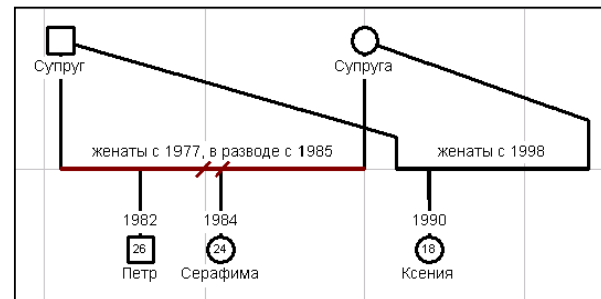 Супруг
Супруга
женаты с 1977, в разводе с 1985
женаты с 1998
1982
1984
1990
26
24
18
Петр
Серафима
Ксения